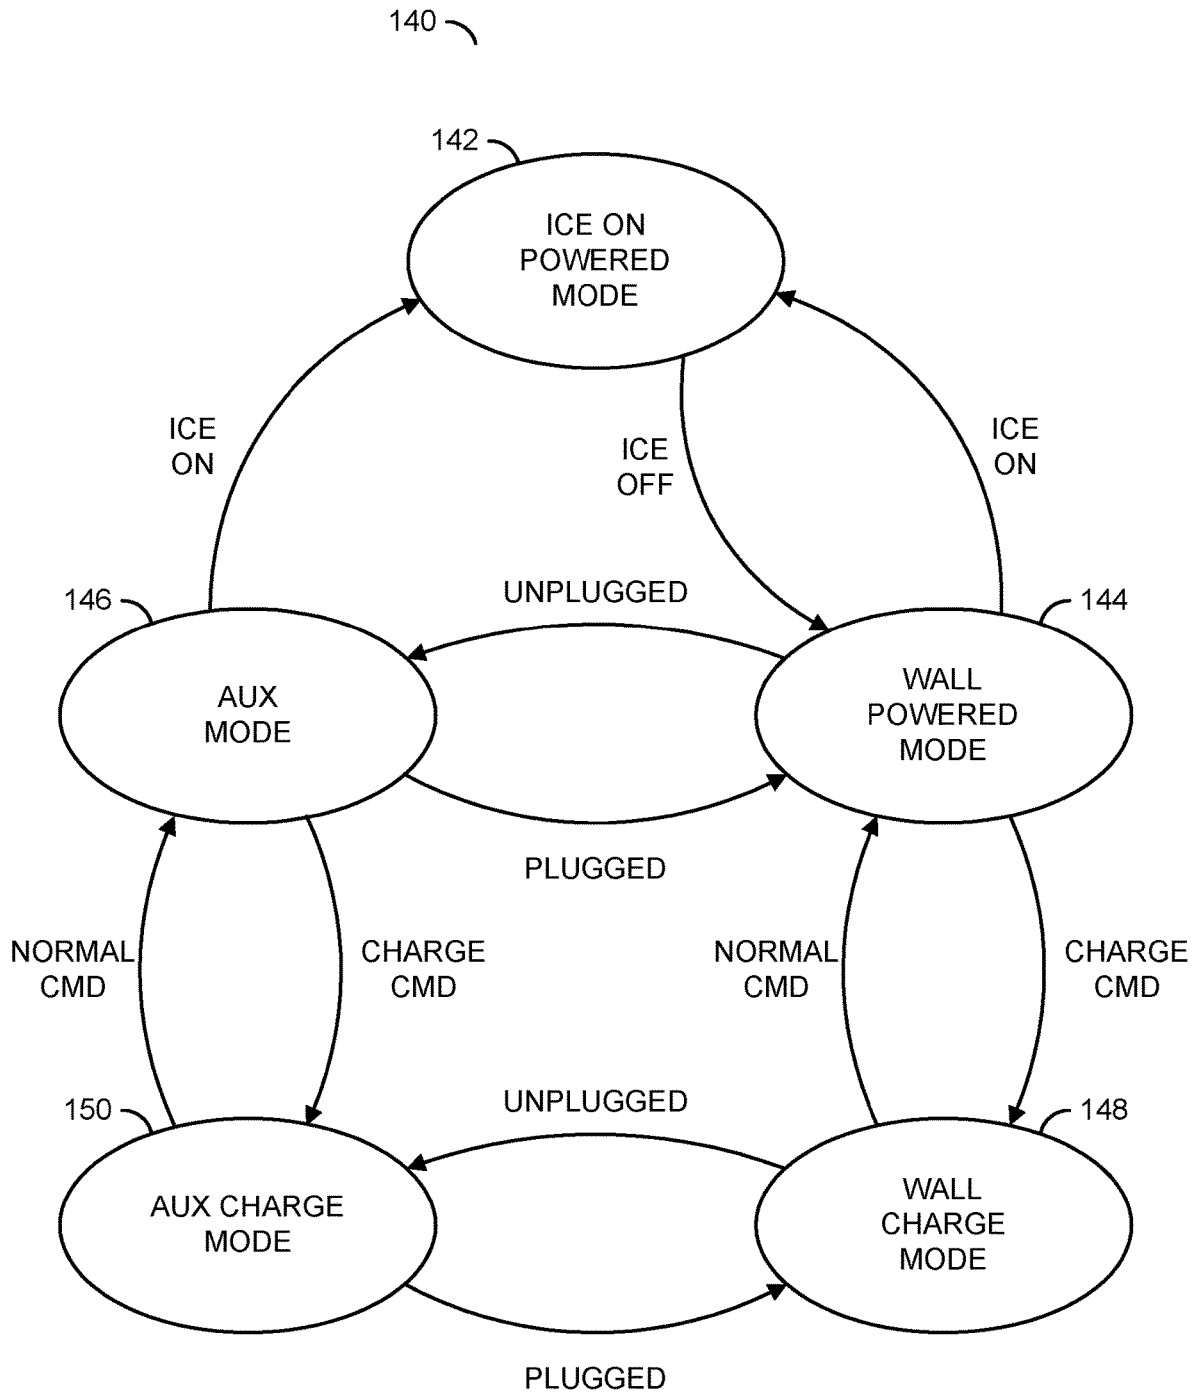 140
142
ICE ON
POWERED
MODE
ICE
ON
ICE
OFF
ICE
ON
146
UNPLUGGED
144
AUX
MODE
WALL
POWERED
MODE
PLUGGED
NORMAL
CMD
CHARGE
CMD
NORMAL
CMD
CHARGE
CMD
150
UNPLUGGED
148
AUX CHARGE
MODE
WALL
CHARGE
MODE
PLUGGED